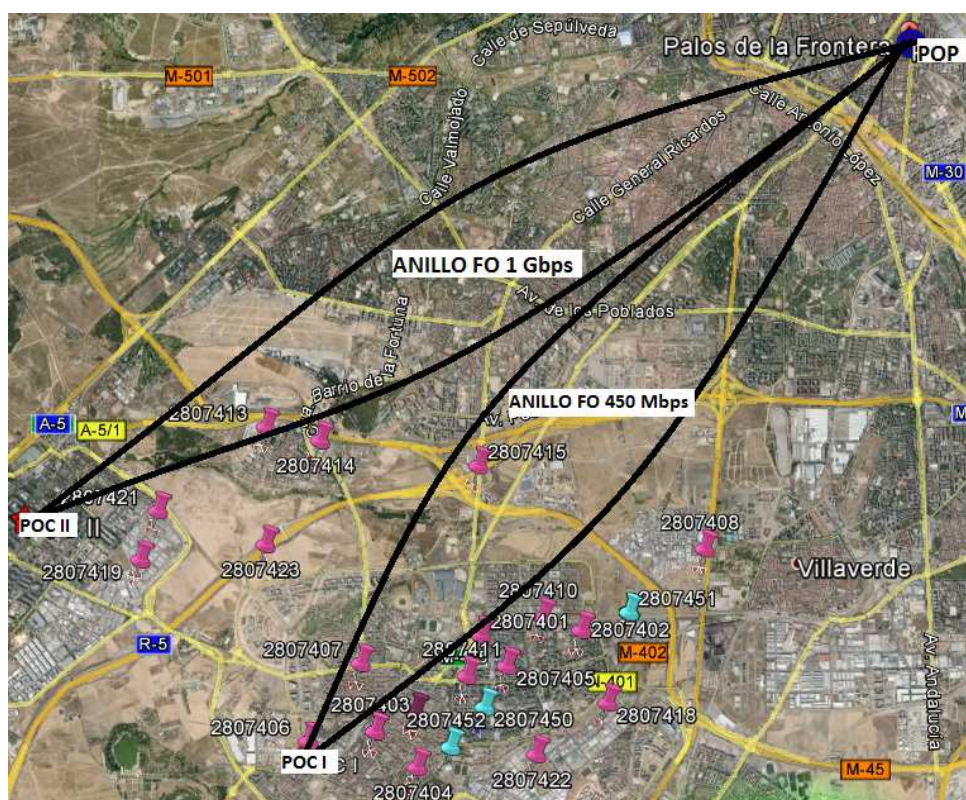 Calle de Sepúlveda
Palos de la Frontera
POP
M-501
M-502
Calle Valmojado
Calle General Ricardos
Calle Antonio López
M-30
ANILLO FO 1 Gbps
Av. de los Poblados
Barrio de la Fortuna
ANILLO FO 450 Mbps
2807413
A-5
A-5/1
2807414
2807415
2807421
POC II
II
2807419
2807423
2807408
Villaverde
2807410
2807451
2807401
2807402
R-5
2807407
2807411
M-402
2807405
2807403
2807406
2807452
2807450
2807418
Av. Andalucía
POC I
2807404
2807422
M-45